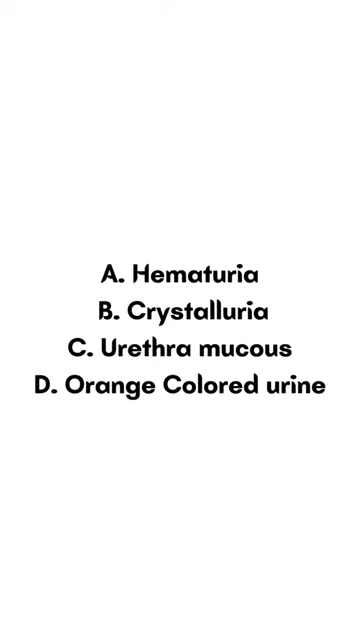 A. Hematuria
B. Crystalluria
C. Urethra mucous
D. Orange Colored urine